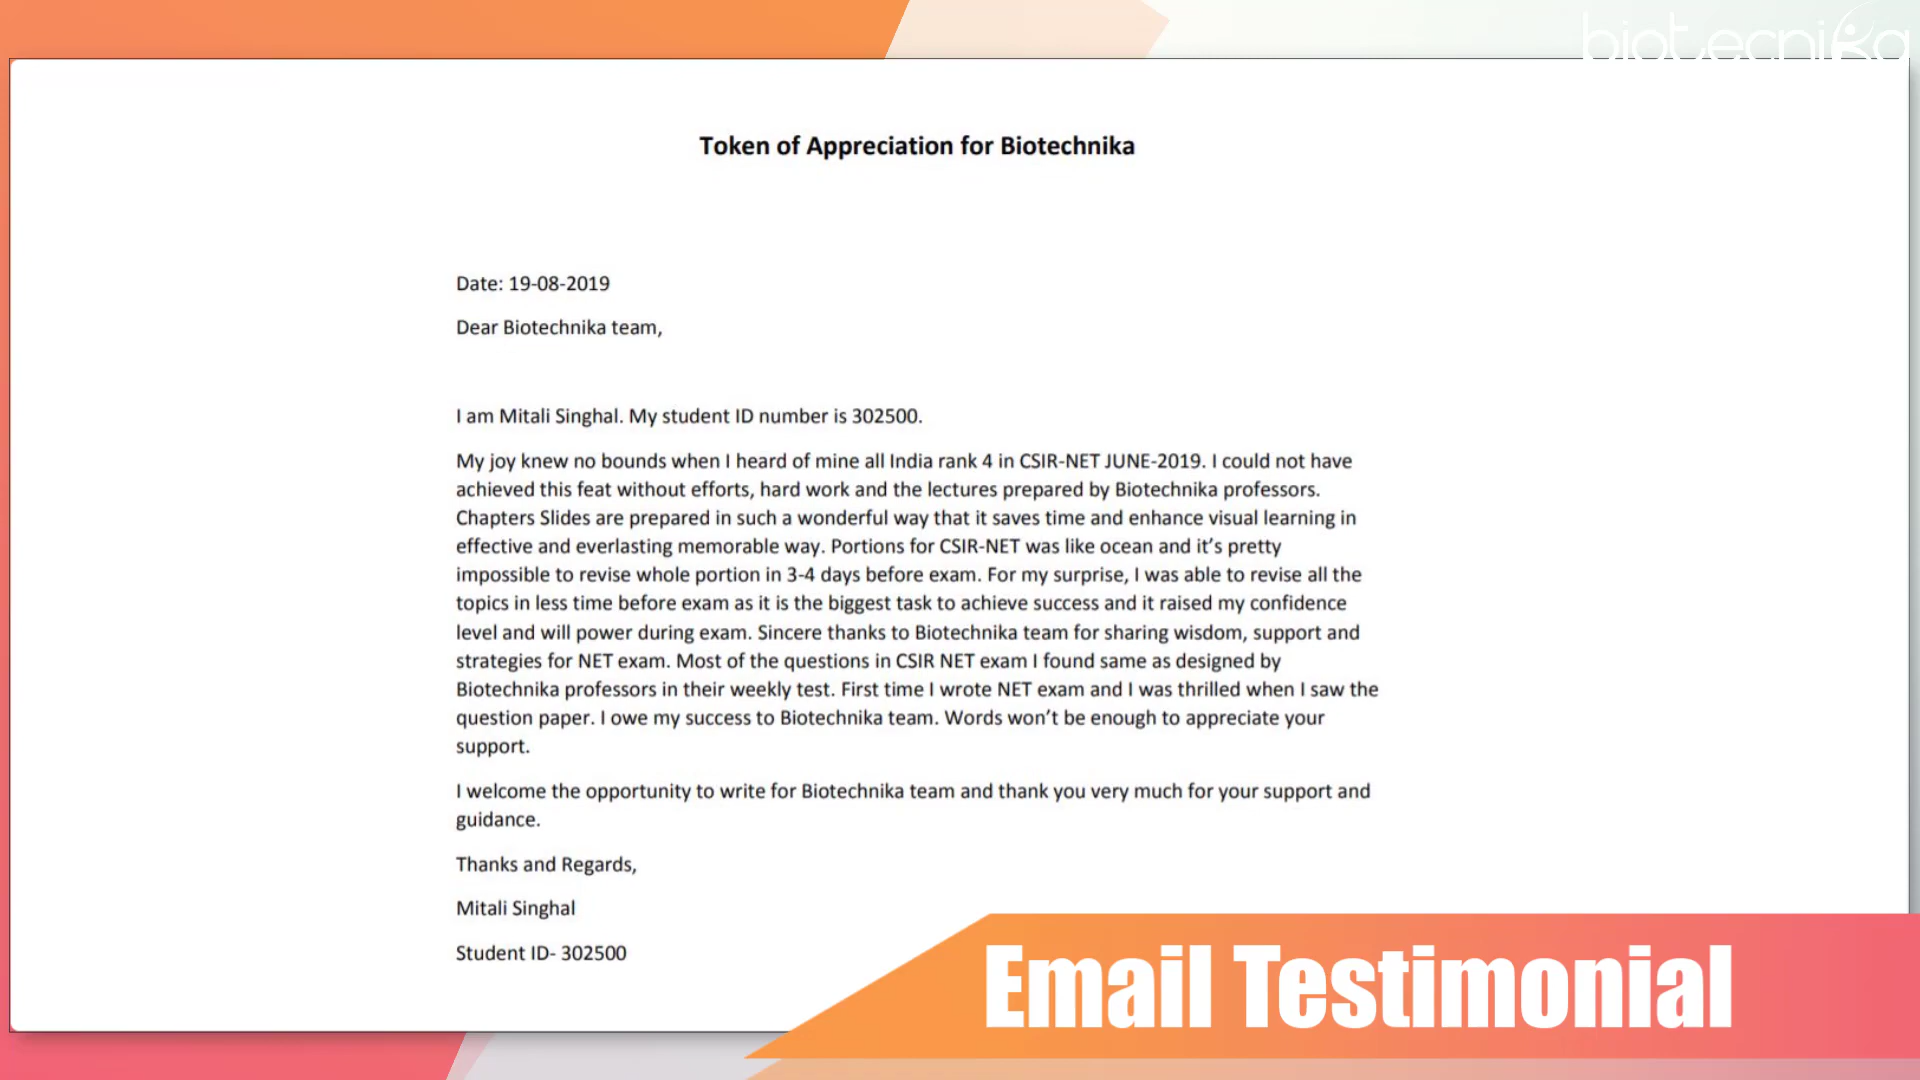 biotecnika
Token of Appreciation for Biotechnika
Date: 19-08-2019
Dear Biotechnika team,
I am Mitali Singhal. My student ID number is 302500.
My joy knew no bounds when I heard of mine all India rank 4 in CSIR-NET JUNE-2019. I could not have
achieved this feat without efforts, hard work and the lectures prepared by Biotechnika professors.
Chapters Slides are prepared in such a wonderful way that it saves time and enhance visual learning in
effective and everlasting memorable way. Portions for CSIR-NET was like ocean and it’s pretty
impossible to revise whole portion in 3-4 days before exam. For my surprise, I was able to revise all the
topics in less time before exam as it is the biggest task to achieve success and it raised my confidence
level and will power during exam. Sincere thanks to Biotechnika team for sharing wisdom, support and
strategies for NET exam. Most of the questions in CSIR NET exam I found same as designed by
Biotechnika professors in their weekly test. First time I wrote NET exam and I was thrilled when I saw the
question paper. I owe my success to Biotechnika team. Words won’t be enough to appreciate your
support.
I welcome the opportunity to write for Biotechnika team and thank you very much for your support and
guidance.
Thanks and Regards,
Mitali Singhal
Student ID- 302500
Email Testimonial